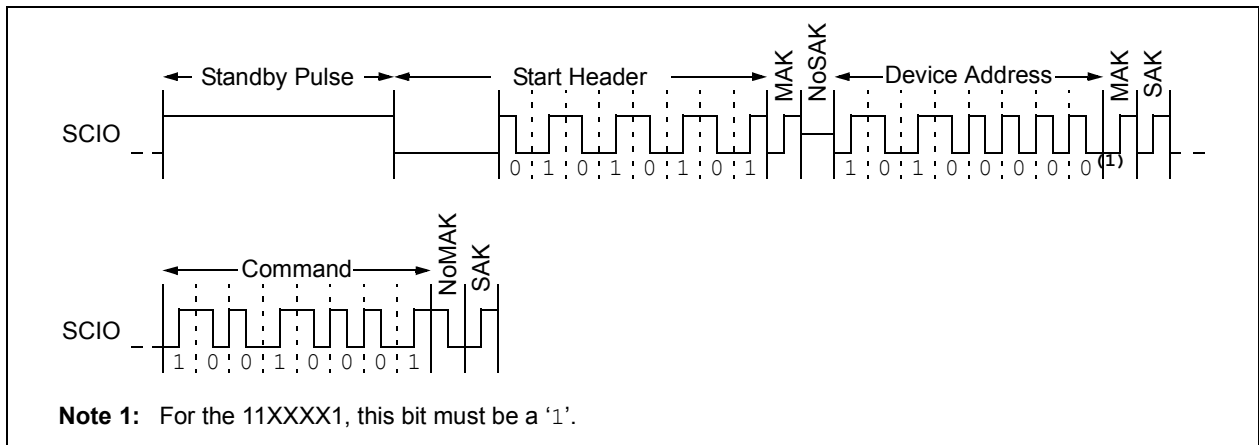 Standby Pulse Start Header MAK NoSAK Device Address MAK SAK
SCIO
0 1 0 1 0 1 0 1 1 0 1 0 0 0 0 0(1)
Command NoMAK SAK
SCIO
1 0 0 1 0 0 0 1
Note 1: For the 11XXXX1, this bit must be a ‘1’.